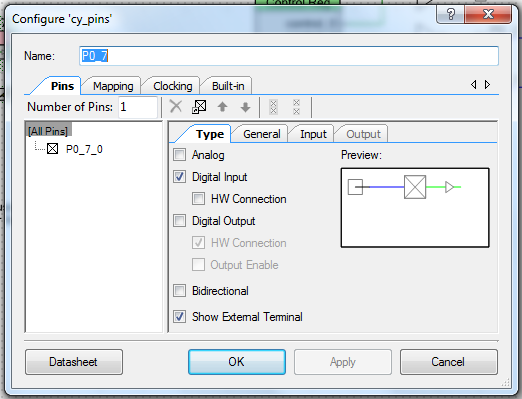 Control Reg
Configure 'cy_pins'
Name: P0_7
Pins Mapping Clocking Built-in
Number of Pins: 1
[All Pins]
P0_7_0
Type General Input Output
Analog
Preview:
Digital Input
HW Connection
Digital Output
HW Connection
Output Enable
Bidirectional
Show External Terminal
Datasheet OK Apply Cancel